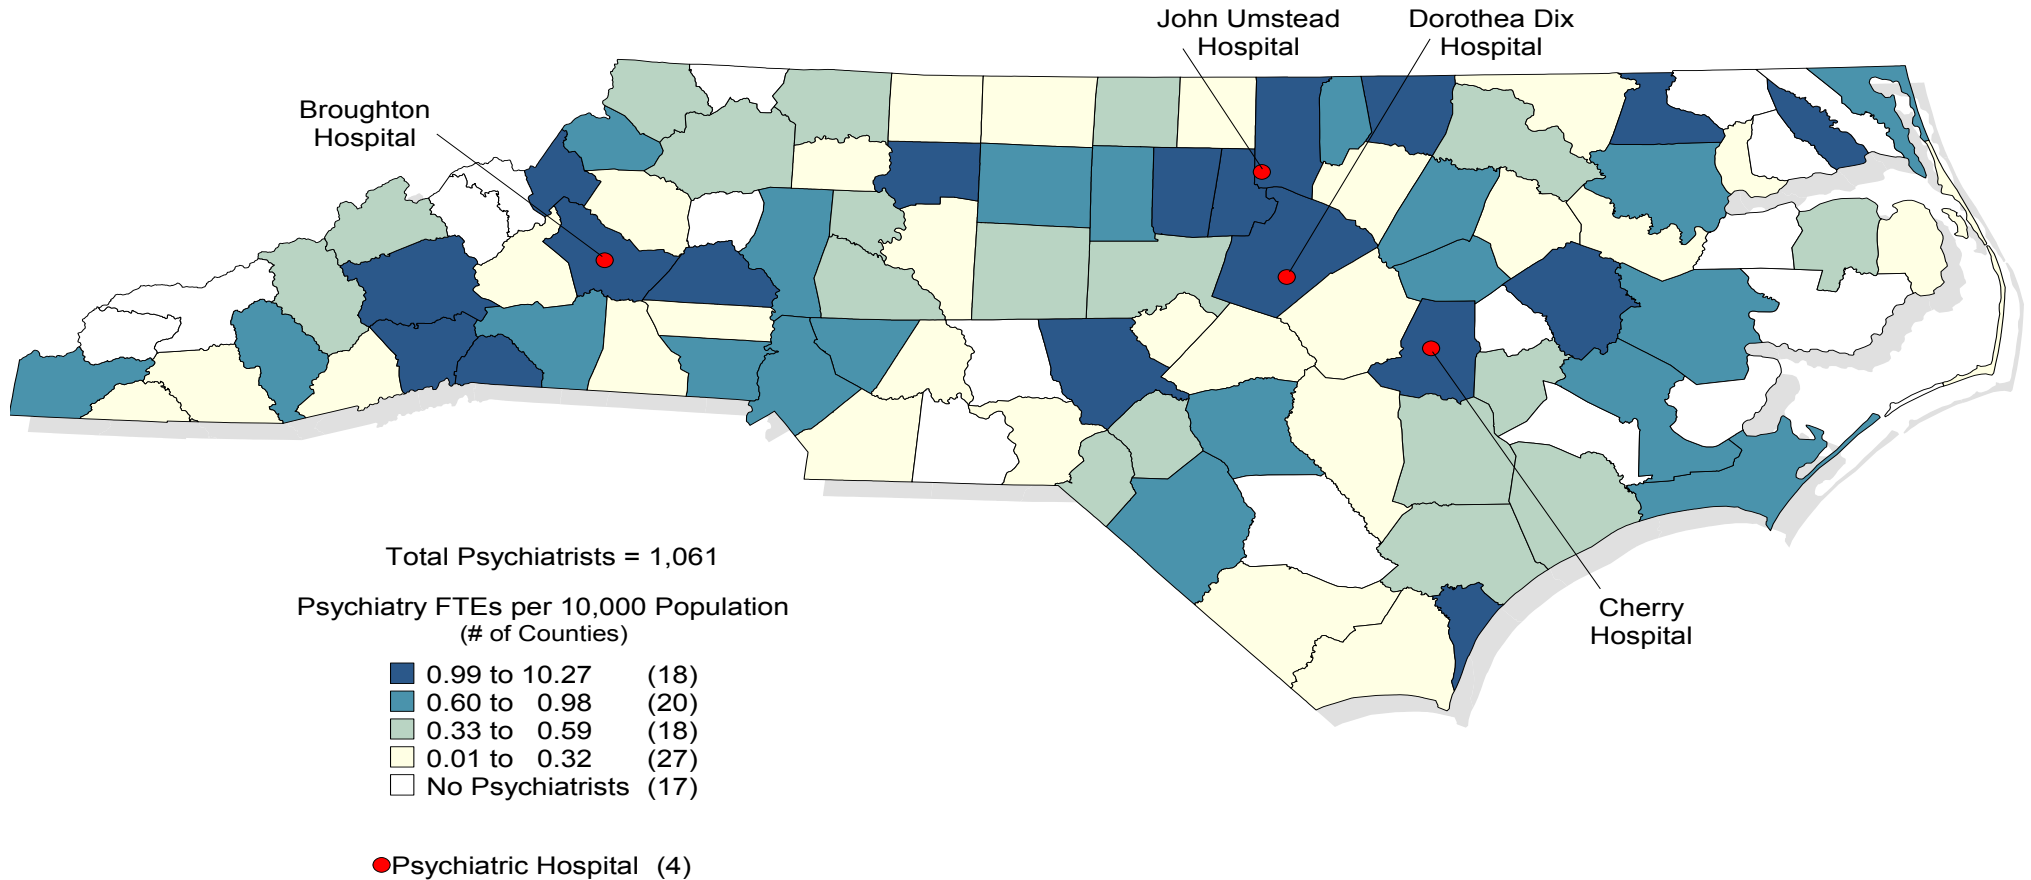 John Umstead
Hospital
Dorothea Dix
Hospital
Broughton
Hospital
Cherry
Hospital
Total Psychiatrists = 1,061
Psychiatry FTEs per 10,000 Population
(# of Counties)
0.99 to 10.27 (18)
0.60 to 0.98 (20)
0.33 to 0.59 (18)
0.01 to 0.32 (27)
No Psychiatrists (17)
Psychiatric Hospital (4)